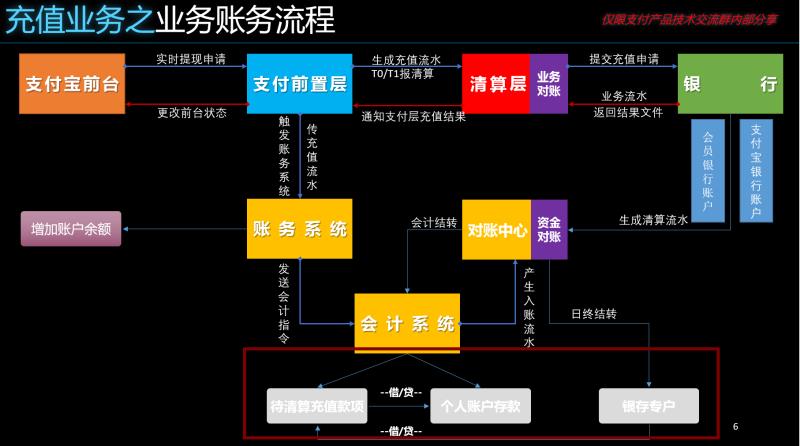 充值业务之业务账务流程
仅限支付产品技术交流群内部分享
支付宝前台
实时提现申请
更改前台状态
支付前置层
生成充值流水
T0/T1报清算
通知支付层充值结果
清算层
业务
对账
提交充值申请
业务流水
返回结果文件
银 行
触发账务系统
传充值流水
会员银行账户
支付宝银行账户
增加账户余额
账务系统
会计结转
对账中心
资金
对账
生成清算流水
发送会计指令
会计系统
产生入账流水
日终结转
待清算充值款项
--借/贷--
个人账户存款
银存专户
--借/贷--
6